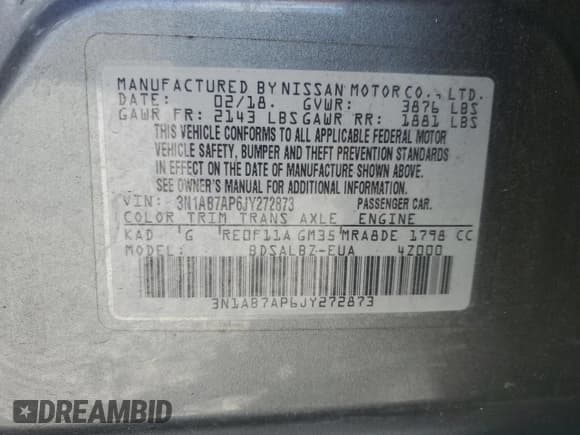 MANUFACTURED BY NISSAN MOTOR CO., LTD.
DATE: 02/18. GVWR: 3876 LBS
GAWR FR: 2143 LBS GAWR RR: 1881 LBS
THIS VEHICLE CONFORMS TO ALL APPLICABLE FEDERAL MOTOR
VEHICLE SAFETY, BUMPER AND THEFT PREVENTION STANDARDS
IN EFFECT ON THE DATE OF MANUFACTURE SHOWN ABOVE.
SEE OWNER'S MANUAL FOR ADDITIONAL INFORMATION.
VIN: 3N1AB7AP6JY272873 PASSENGER CAR.
COLOR TRIM TRANS AXLE ENGINE
KAD G RE0F11A GM35 MRA8DE 1798 CC
MODEL: BDSALBZ-EUA 4Z000
3N1AB7AP6JY272873
DREAMBID